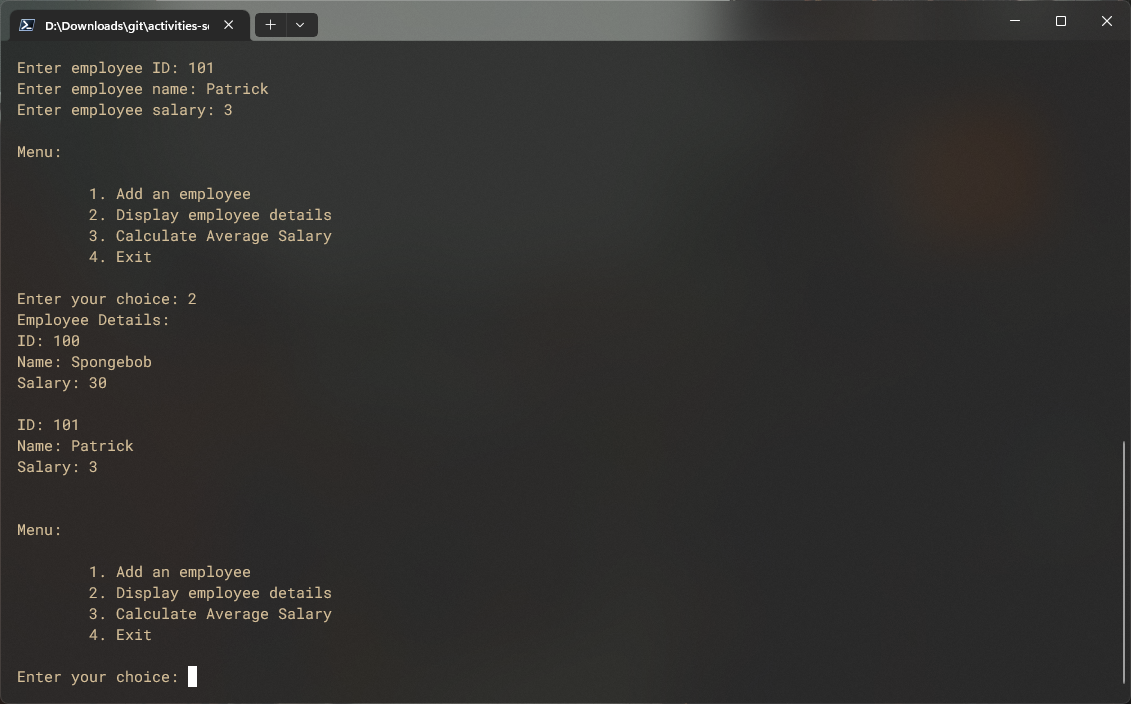 D:\Downloads\git\activities-s
Enter employee ID: 101
Enter employee name: Patrick
Enter employee salary: 3
Menu:
1. Add an employee
2. Display employee details
3. Calculate Average Salary
4. Exit
Enter your choice: 2
Employee Details:
ID: 100
Name: Spongebob
Salary: 30
ID: 101
Name: Patrick
Salary: 3
Menu:
1. Add an employee
2. Display employee details
3. Calculate Average Salary
4. Exit
Enter your choice: